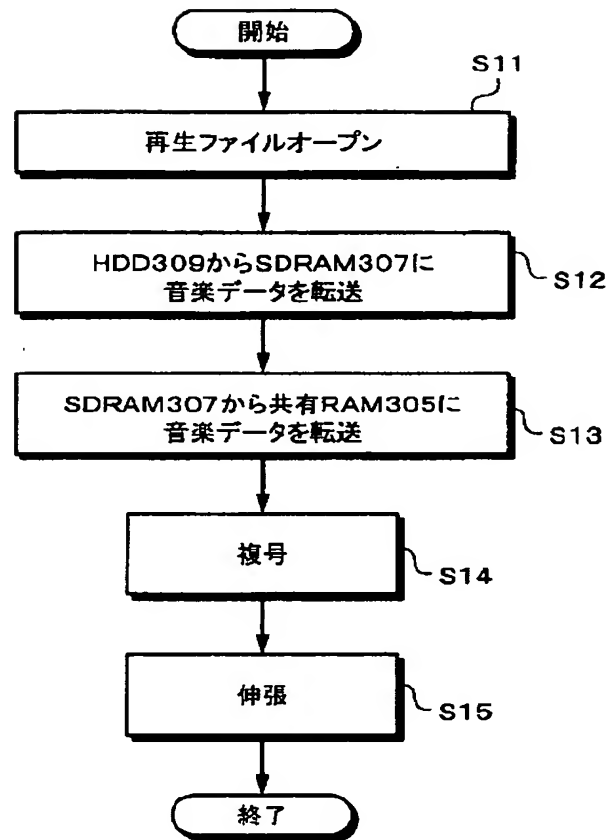 開始
S11
再生ファイルオープン
HDD309からSDRAM307に
音楽データを転送
S12
SDRAM307から共有RAM305に
音楽データを転送
S13
複号
S14
伸張
S15
終了